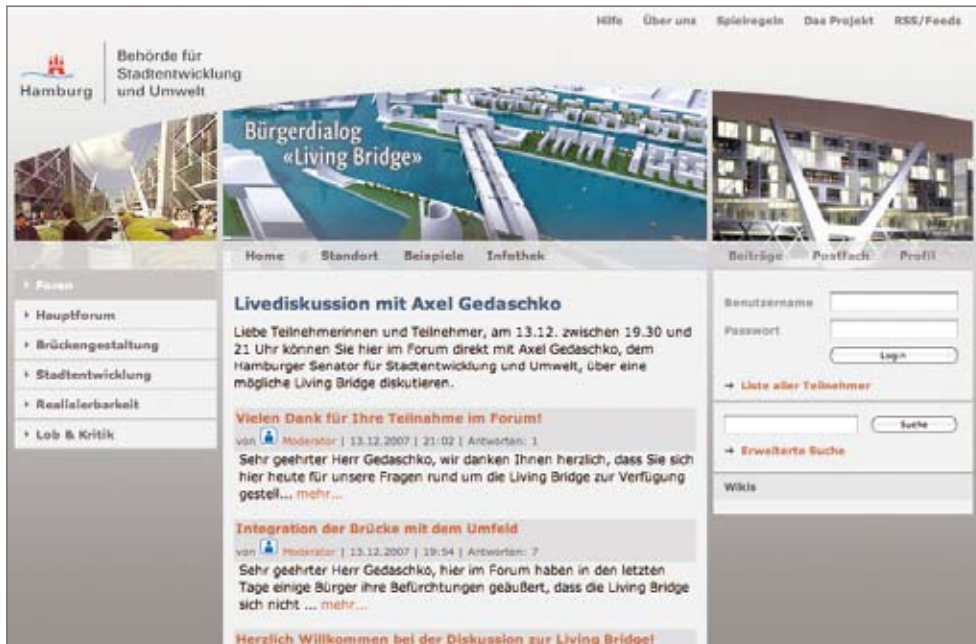 Hilfe Über uns Spielregeln Das Projekt RSS/Feeds
Behörde für
Stadtentwicklung
und Umwelt
Hamburg
Bürgerdialog
«Living Bridge»
Home Standort Beispiele Infothek
Beiträge Postfach Profil
Foren
Hauptforum
Brückengestaltung
Stadtentwicklung
Realisierbarkeit
Lob & Kritik
Livediskussion mit Axel Gedaschko
Liebe Teilnehmerinnen und Teilnehmer, am 13.12. zwischen 19.30 und
21 Uhr können Sie hier im Forum direkt mit Axel Gedaschko, dem
Hamburger Senator für Stadtentwicklung und Umwelt, über eine
mögliche Living Bridge diskutieren.
Vielen Dank für Ihre Teilnahme im Forum!
von Moderator | 13.12.2007 | 21:02 | Antworten: 1
Sehr geehrter Herr Gedaschko, wir danken Ihnen herzlich, dass Sie sich
hier heute für unsere Fragen rund um die Living Bridge zur Verfügung
gestell... mehr...
Integration der Brücke mit dem Umfeld
von Moderator | 13.12.2007 | 19:54 | Antworten: 7
Sehr geehrter Herr Gedaschko, hier im Forum haben in den letzten
Tage einige Bürger ihre Befürchtungen geäußert, dass die Living Bridge
sich nicht ... mehr...
Herzlich Willkommen bei der Diskussion zur Living Bridge!
Benutzername
Passwort
Login
→ Liste aller Teilnehmer
Suche
→ Erweiterte Suche
Wikis